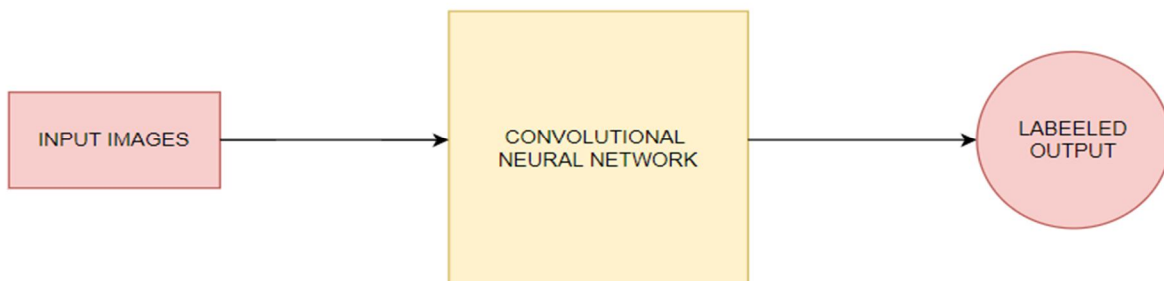 INPUT IMAGES
CONVOLUTIONAL
NEURAL NETWORK
LABEELED
OUTPUT